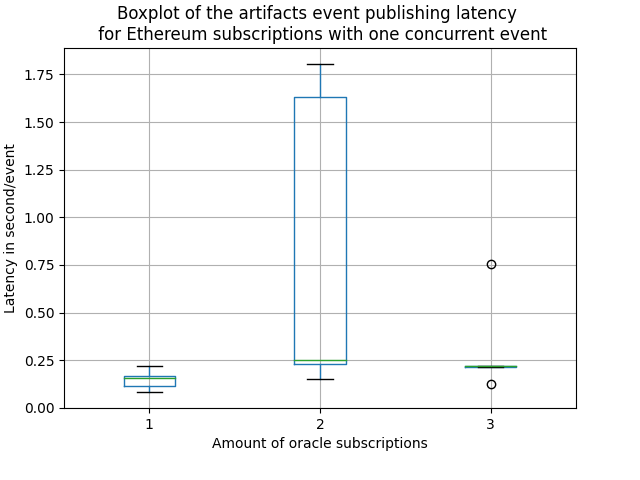 Boxplot of the artifacts event publishing latency
for Ethereum subscriptions with one concurrent event
Latency in second/event
1.75
1.50
1.25
1.00
0.75
0.50
0.25
0.00
1
2
3
Amount of oracle subscriptions